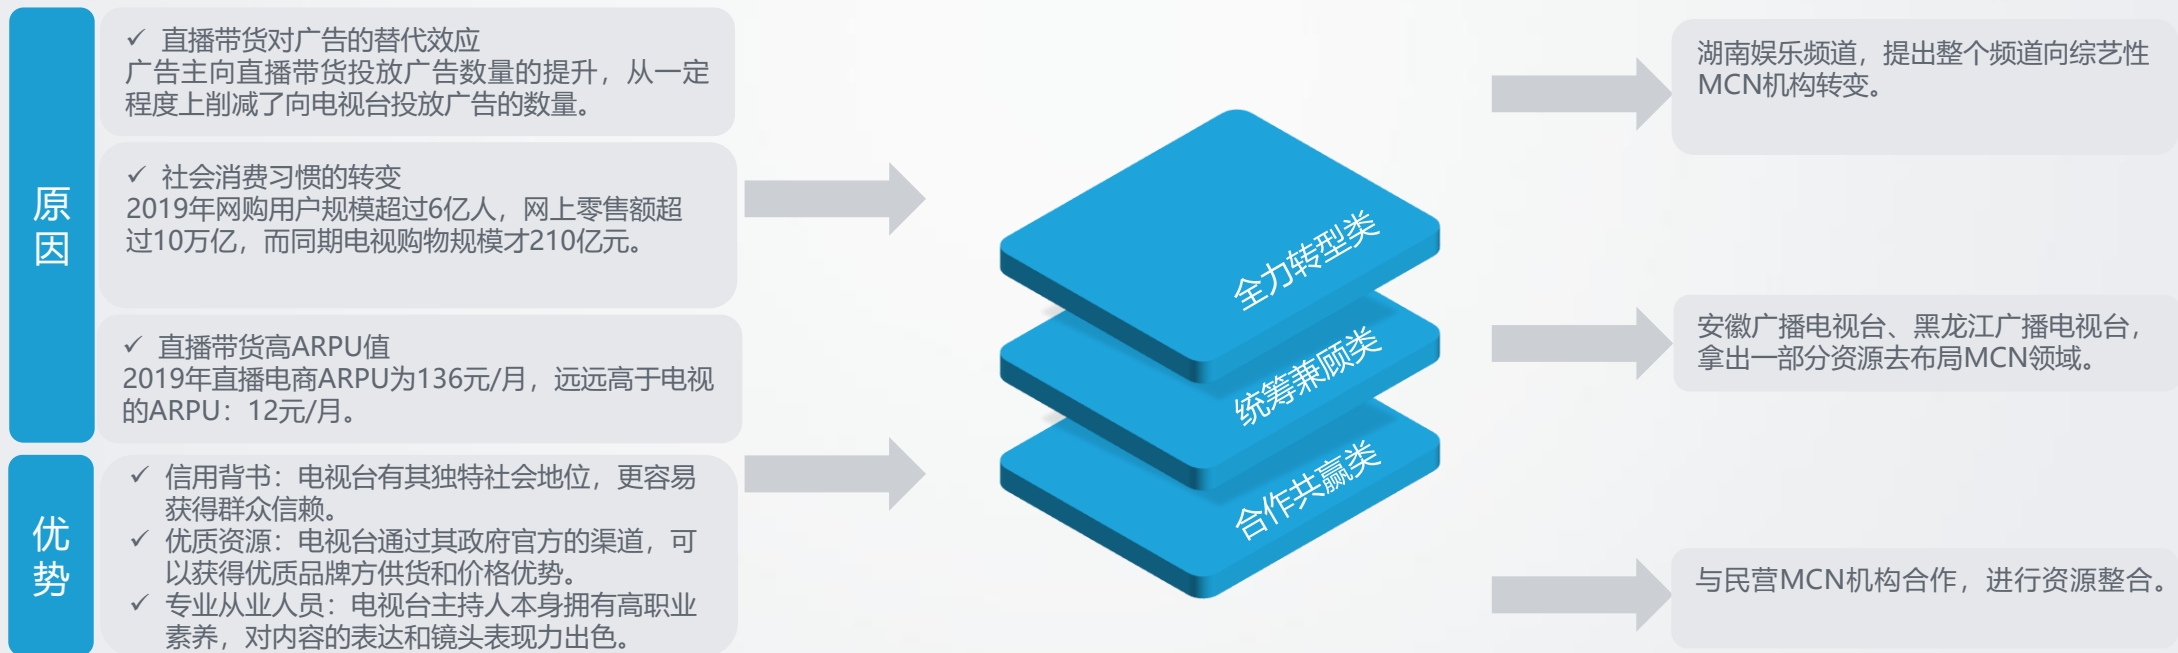 原
因
✓ 直播带货对广告的替代效应
广告主向直播带货投放广告数量的提升，从一定
程度上削减了向电视台投放广告的数量。
✓ 社会消费习惯的转变
2019年网购用户规模超过6亿人，网上零售额超
过10万亿，而同期电视购物规模才210亿元。
✓ 直播带货高ARPU值
2019年直播电商ARPU为136元/月，远远高于电视
的ARPU：12元/月。
优
势
✓ 信用背书：电视台有其独特社会地位，更容易
获得群众信赖。
✓ 优质资源：电视台通过其政府官方的渠道，可
以获得优质品牌方供货和价格优势。
✓ 专业从业人员：电视台主持人本身拥有高职业
素养，对内容的表达和镜头表现力出色。
全力转型类
统筹兼顾类
合作共赢类
湖南娱乐频道，提出整个频道向综艺性
MCN机构转变。
安徽广播电视台、黑龙江广播电视台，
拿出一部分资源去布局MCN领域。
与民营MCN机构合作，进行资源整合。